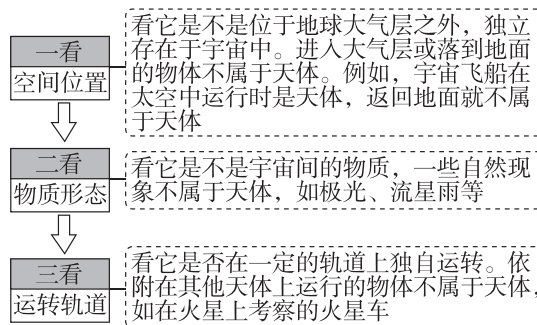 一看
空间位置
看它是不是位于地球大气层之外，独立
存在于宇宙中。进入大气层或落到地面
的物体不属于天体。例如，宇宙飞船在
太空中运行时是天体，返回地面就不属
于天体
二看
物质形态
看它是不是宇宙间的物质，一些自然现
象不属于天体，如极光、流星雨等
三看
运转轨道
看它是否在一定的轨道上独自运转。依
附在其他天体上运行的物体不属于天体，
如在火星上考察的火星车